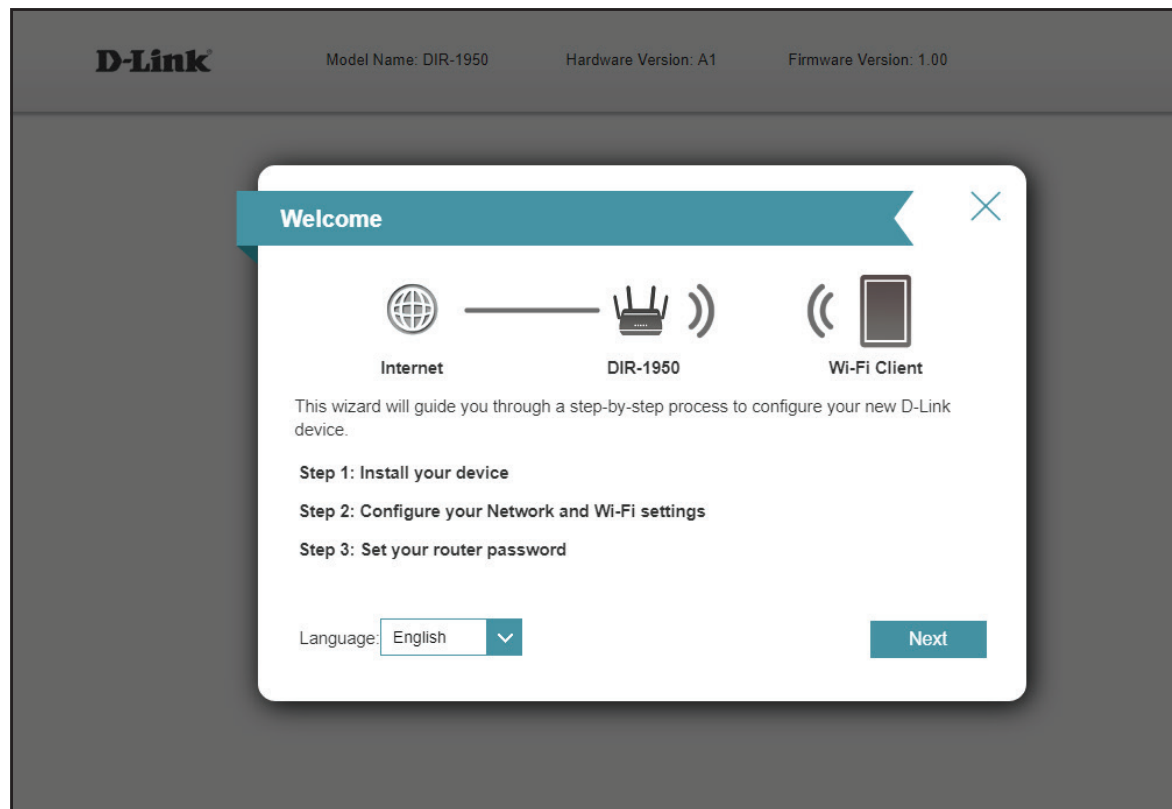 D-Link
Model Name: DIR-1950 Hardware Version: A1 Firmware Version: 1.00
Welcome
Internet DIR-1950 Wi-Fi Client
This wizard will guide you through a step-by-step process to configure your new D-Link
device.
Step 1: Install your device
Step 2: Configure your Network and Wi-Fi settings
Step 3: Set your router password
Language: English Next